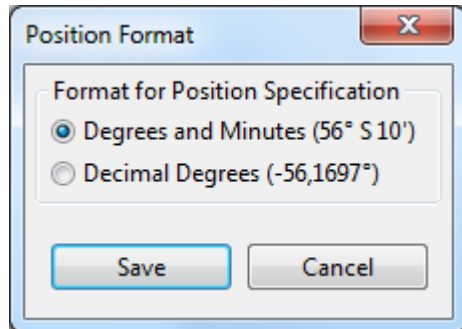 Position Format
Format for Position Specification
Degrees and Minutes (56° S 10')
Decimal Degrees (-56,1697°)
Save Cancel